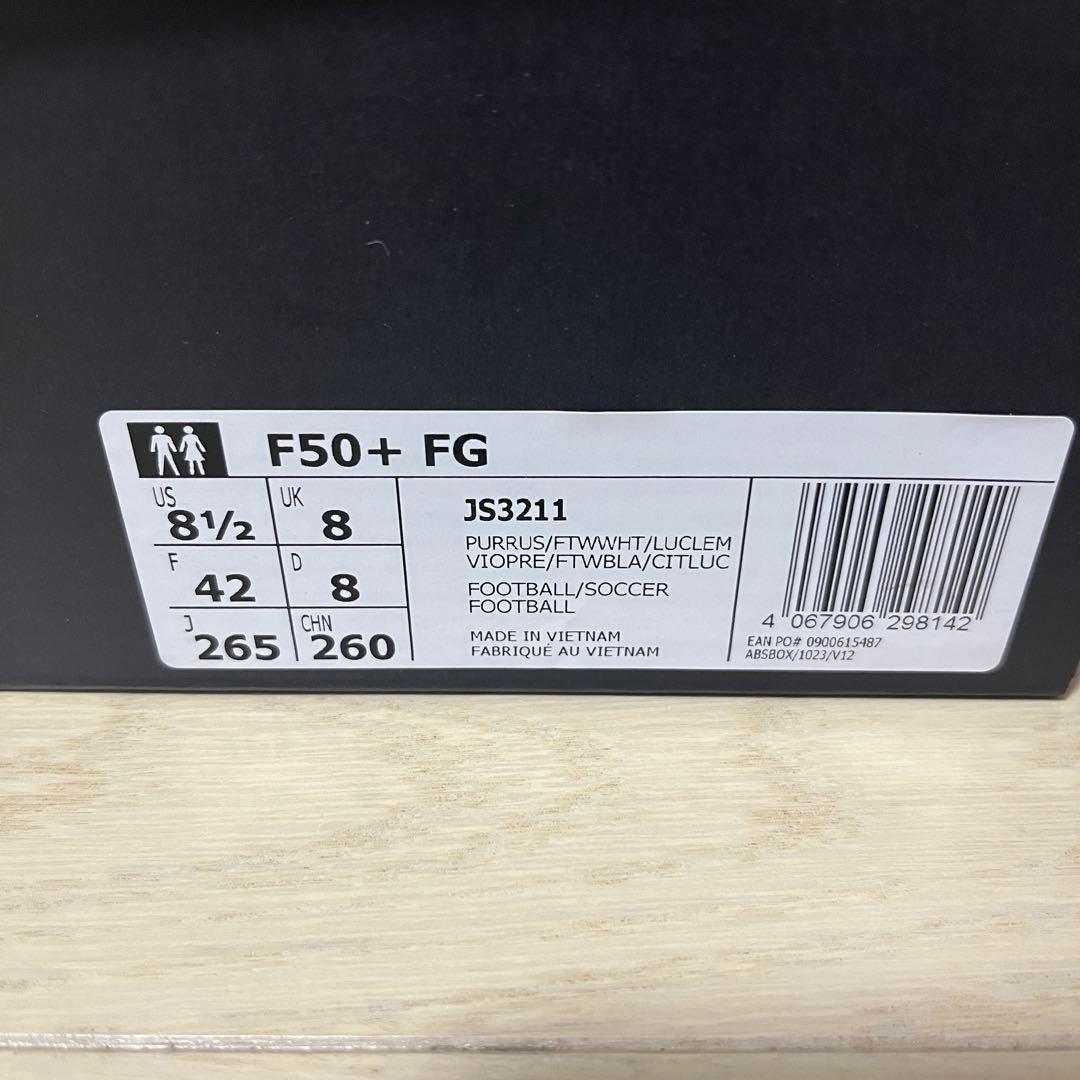 F50+ FG
US 8½ UK 8
F 42 D 8
J 265 CHN 260
JS3211
PURRUS/FTWWHT/LUCLEM
VIOPRE/FTWBLA/CITLUC
FOOTBALL/SOCCER
FOOTBALL
MADE IN VIETNAM
FABRIQUÉ AU VIETNAM
4 067906 298142
EAN PO# 0900615487
ABSBOX/1023/V12